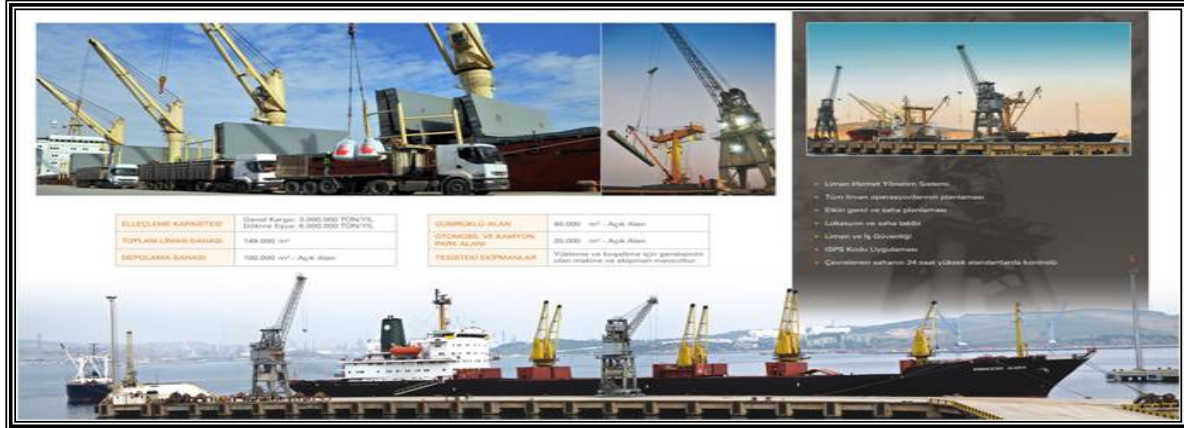 ELLEÇLEME KAPASİTESİ
Genel Kargo: 3.000.000 TON/YIL
Dökme Eşya: 6.000.000 TON/YIL
TOPLAM LİMAN SAHASI
149.000 m²
DEPOLAMA SAHASI
100.000 m² - Açık Alan
GÜMRÜKLÜ ALAN
40.000 m² - Açık Alan
OTOMOBİL VE KAMYON
PARK ALANI
20.000 m² - Açık Alan
TESİSTEKİ EKİPMANLAR
Yükleme ve boşaltma için gereksinim
olan makine ve ekipman mevcuttur.
Liman Hizmet Yönetim Sistemi
Tüm liman operasyonlarının planlaması
Etkin gemi ve saha planlaması
Lokasyon ve saha takibi
Liman ve İş Güvenliği
ISPS Kodu Uygulaması
Çevrelenen sahanın 24 saat yüksek standartlarda kontrolü